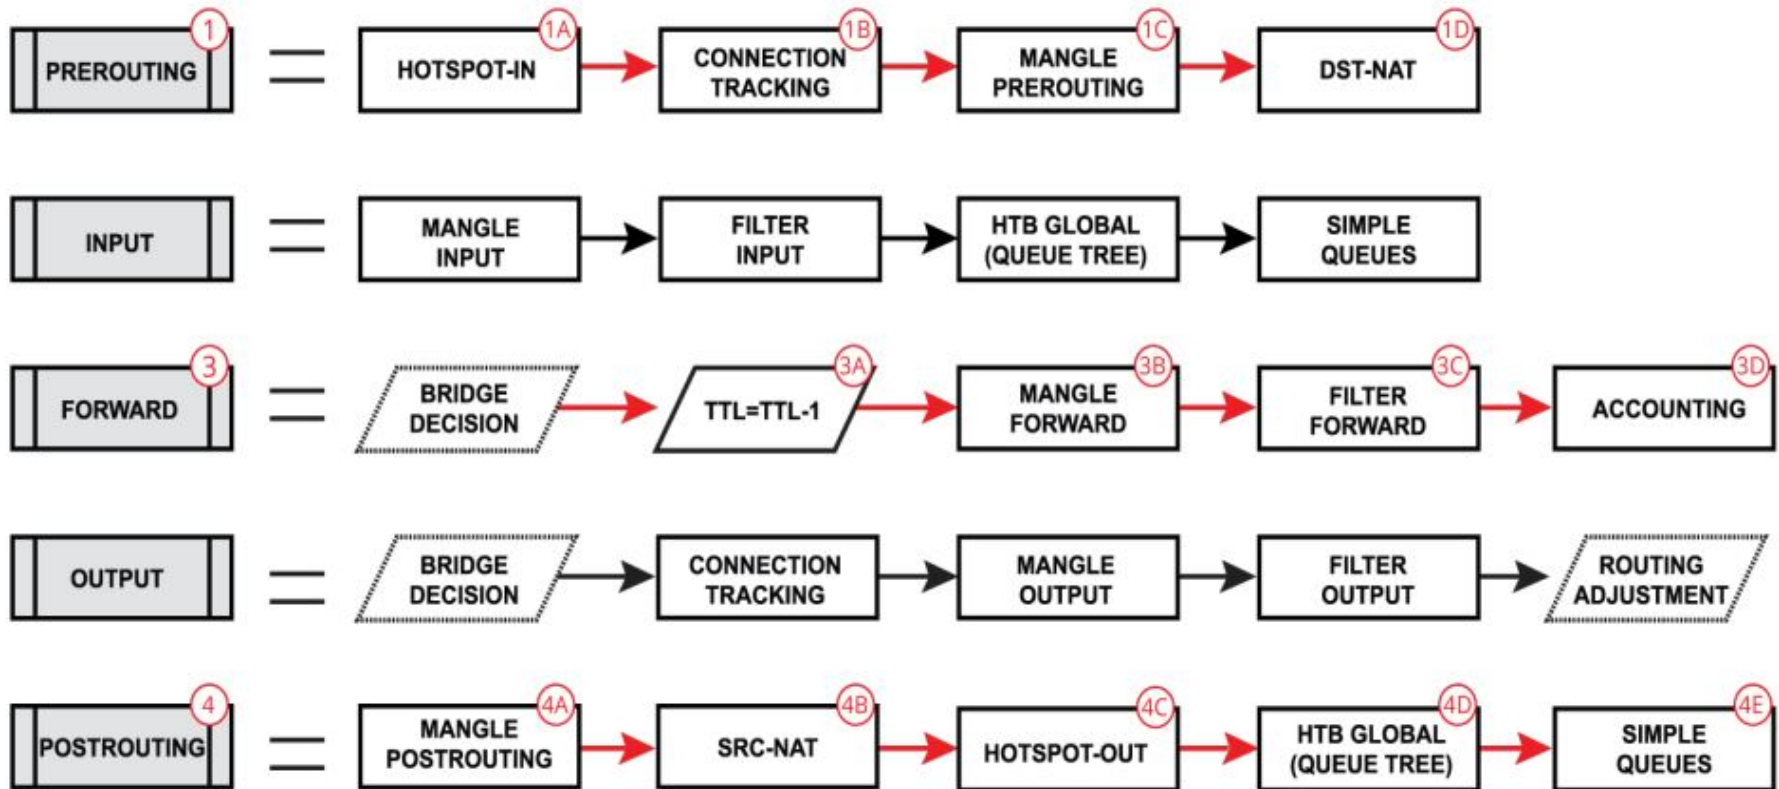 1
PREROUTING
=
1A
HOTSPOT-IN
1B
CONNECTION
TRACKING
1C
MANGLE
PREROUTING
1D
DST-NAT
INPUT
=
MANGLE
INPUT
FILTER
INPUT
HTB GLOBAL
(QUEUE TREE)
SIMPLE
QUEUES
3
FORWARD
=
BRIDGE
DECISION
3A
TTL=TTL-1
3B
MANGLE
FORWARD
3C
FILTER
FORWARD
3D
ACCOUNTING
OUTPUT
=
BRIDGE
DECISION
CONNECTION
TRACKING
MANGLE
OUTPUT
FILTER
OUTPUT
ROUTING
ADJUSTMENT
4
POSTROUTING
=
4A
MANGLE
POSTROUTING
4B
SRC-NAT
4C
HOTSPOT-OUT
4D
HTB GLOBAL
(QUEUE TREE)
4E
SIMPLE
QUEUES